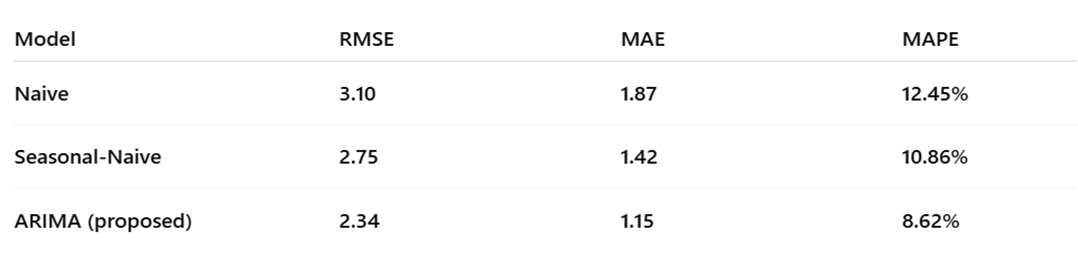 Model RMSE MAE MAPE
Naive 3.10 1.87 12.45%
Seasonal-Naive 2.75 1.42 10.86%
ARIMA (proposed) 2.34 1.15 8.62%